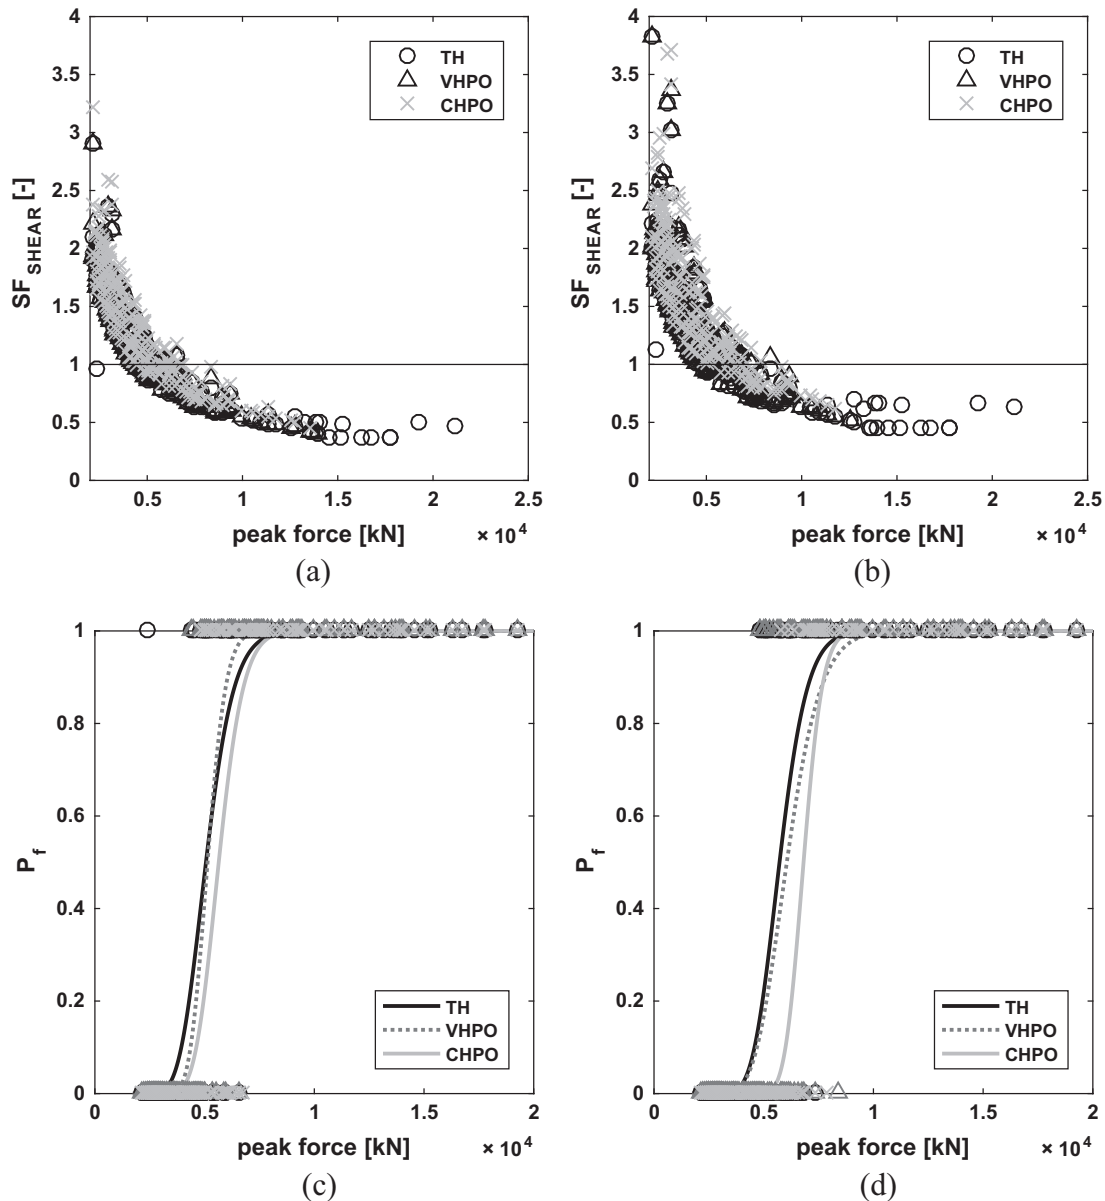 4
3.5
3
2.5
2
1.5
1
0.5
0
SF SHEAR [-]
TH
VHPO
CHPO
0.5 1 1.5 2 2.5
peak force [kN] × 10 4
(a)
4
3.5
3
2.5
2
1.5
1
0.5
0
SF SHEAR [-]
TH
VHPO
CHPO
0.5 1 1.5 2 2.5
peak force [kN] × 10 4
(b)
1
0.8
0.6
0.4
0.2
0
P f
TH
VHPO
CHPO
0 0.5 1 1.5 2
peak force [kN] × 10 4
(c)
1
0.8
0.6
0.4
0.2
0
P f
TH
VHPO
CHPO
0 0.5 1 1.5 2
peak force [kN] × 10 4
(d)